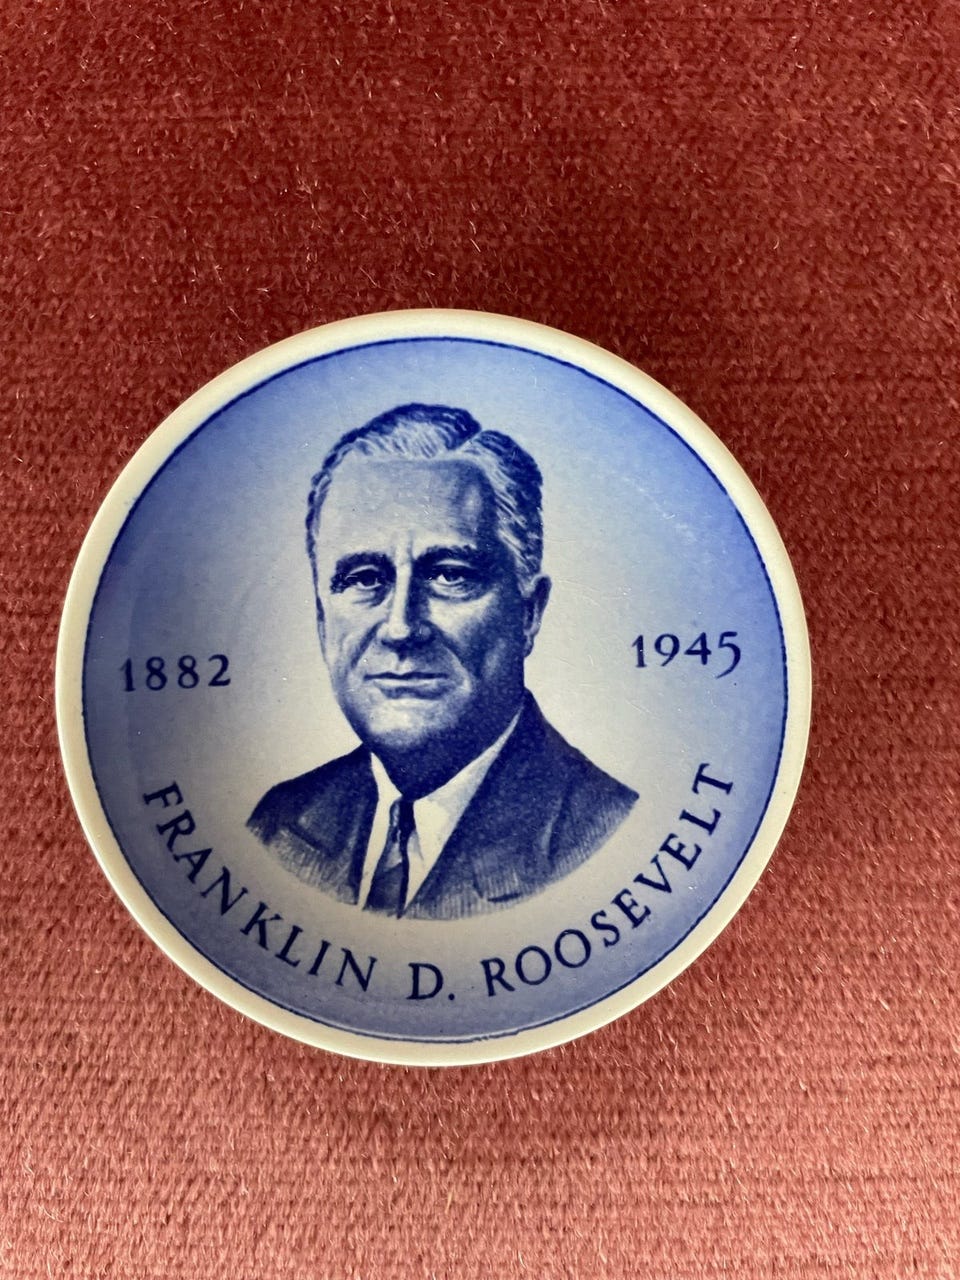 1882
1945
FRANKLIN D. ROOSEVELT